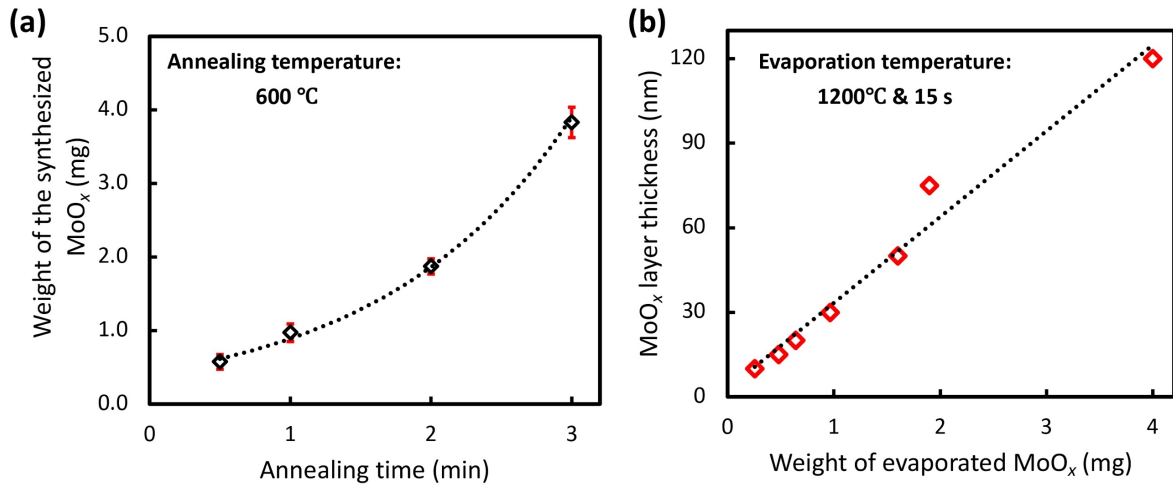 (a)
Weight of the synthesized
MoOₓ (mg)
5.0
4.0
3.0
2.0
1.0
0.0
Annealing temperature:
600 ℃
0 1 2 3
Annealing time (min)
(b)
MoOₓ layer thickness (nm)
120
90
60
30
0
Evaporation temperature:
1200℃ & 15 s
0 1 2 3 4
Weight of evaporated MoOₓ (mg)